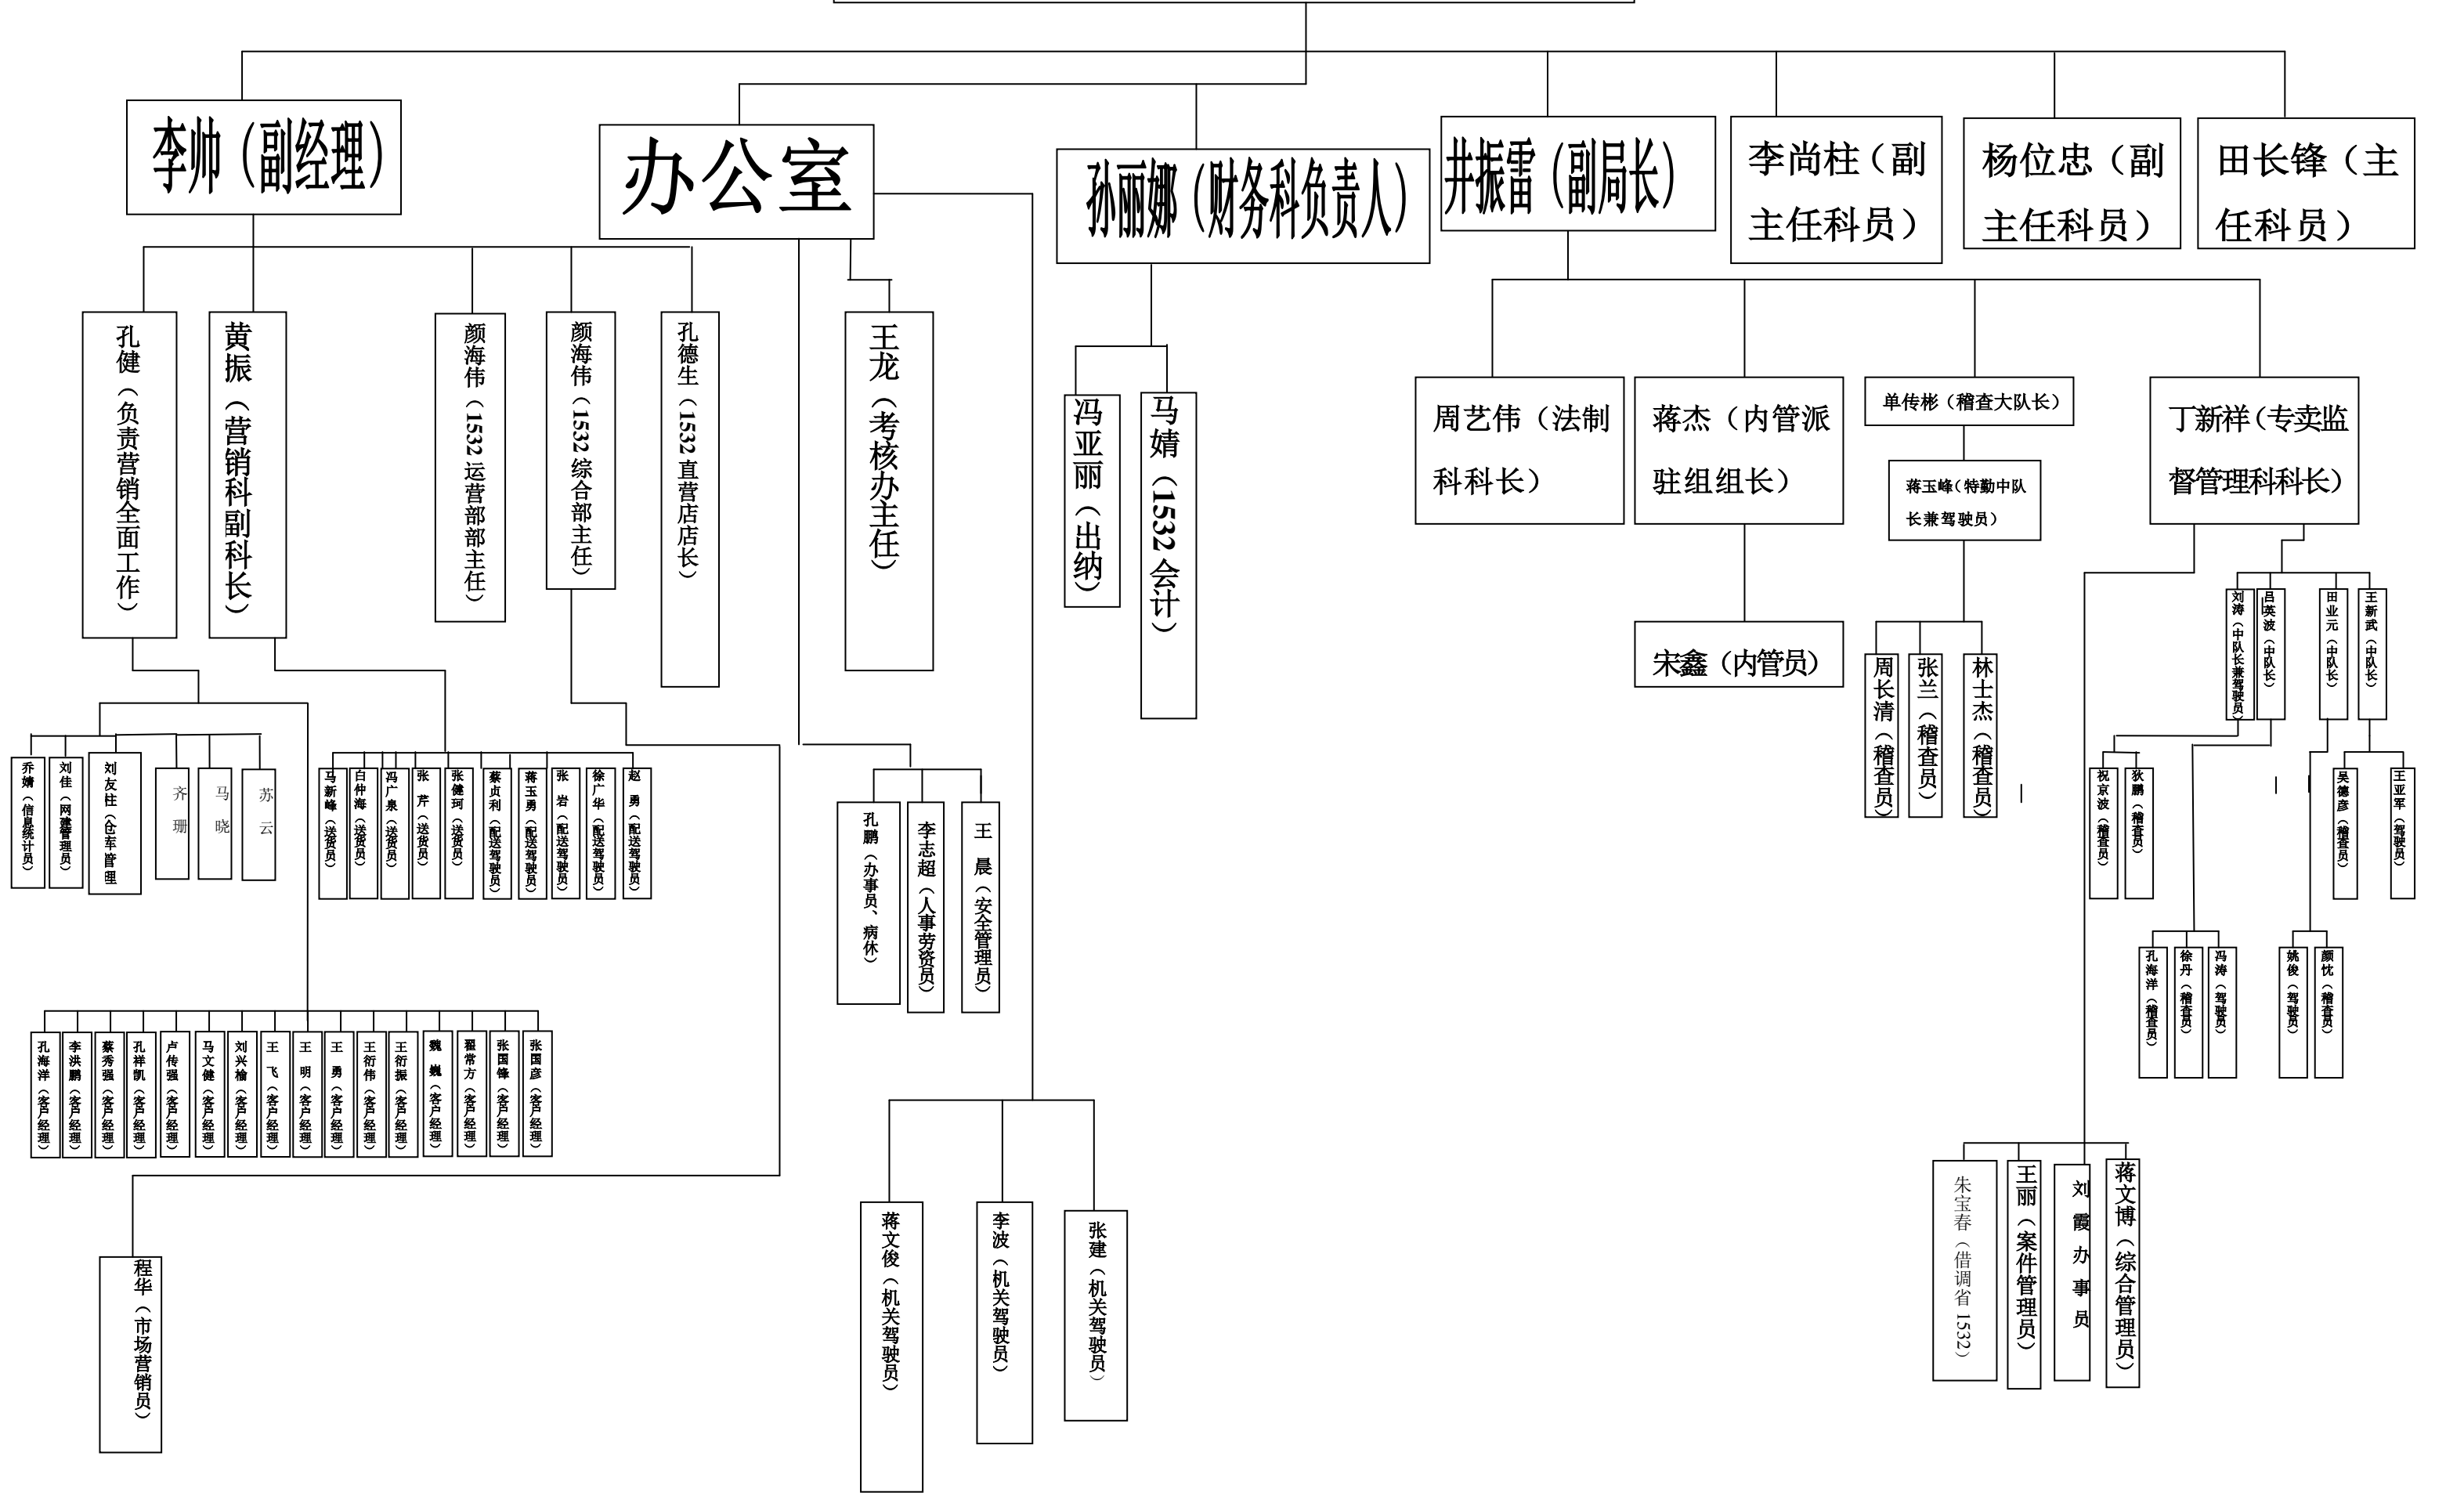 李帅（副经理）
办公室
孙丽娜（财务科负责人）
井振雷（副局长）
李尚柱（副
主任科员）
杨位忠（副
主任科员）
田长锋（主
任科员）
孔健（负责营销全面工作）
黄振（营销科副科长）
颜海伟（1532运营部部主任）
颜海伟（1532综合部主任）
孔德生（1532直营店店长）
王龙（考核办主任）
冯亚丽（出纳）
马婧（1532会计）
周艺伟（法制
科科长）
蒋杰（内管派
驻组组长）
单传彬（稽查大队长）
蒋玉峰（特勤中队
长兼驾驶员）
丁新祥（专卖监
督管理科科长）
宋鑫（内管员）
周长清（稽查员）
张兰（稽查员）
林士杰（稽查员）
刘涛（中队长兼驾驶员）
吕英波（中队长）
田业元（中队长）
王新武（中队长）
乔婧（信息统计员）
刘佳（网建管理员）
刘友柱（仓车管理
齐珊
马晓
苏云
马新峰（送货员）
白仲海（送货员）
冯广泉（送货员）
张 芹（送货员）
张健珂（送货员）
蔡贞利（配送驾驶员）
蒋玉勇（配送驾驶员）
张 岩（配送驾驶员）
徐广华（配送驾驶员）
赵 勇（配送驾驶员）
孔鹏（办事员、病休）
李志超（人事劳资员）
王 晨（安全管理员）
祝京波（稽查员）
狄鹏（稽查员）
吴德彦（稽查员）
王亚军（驾驶员）
孔海洋（稽查员）
徐丹（稽查员）
冯涛（驾驶员）
姚俊（驾驶员）
颜忱（稽查员）
孔海洋（客户经理）
李洪鹏（客户经理）
蔡秀强（客户经理）
孔祥凯（客户经理）
卢传强（客户经理）
马文健（客户经理）
刘兴榆（客户经理）
王 飞（客户经理）
王 明（客户经理）
王 勇（客户经理）
王衍伟（客户经理）
王衍振（客户经理）
魏 巍（客户经理）
翟常方（客户经理）
张国锋（客户经理）
张国彦（客户经理）
程华（市场营销员）
蒋文俊（机关驾驶员）
李波（机关驾驶员）
张建（机关驾驶员）
朱宝春（借调省1532）
王丽（案件管理员）
刘霞办事员
蒋文博（综合管理员）